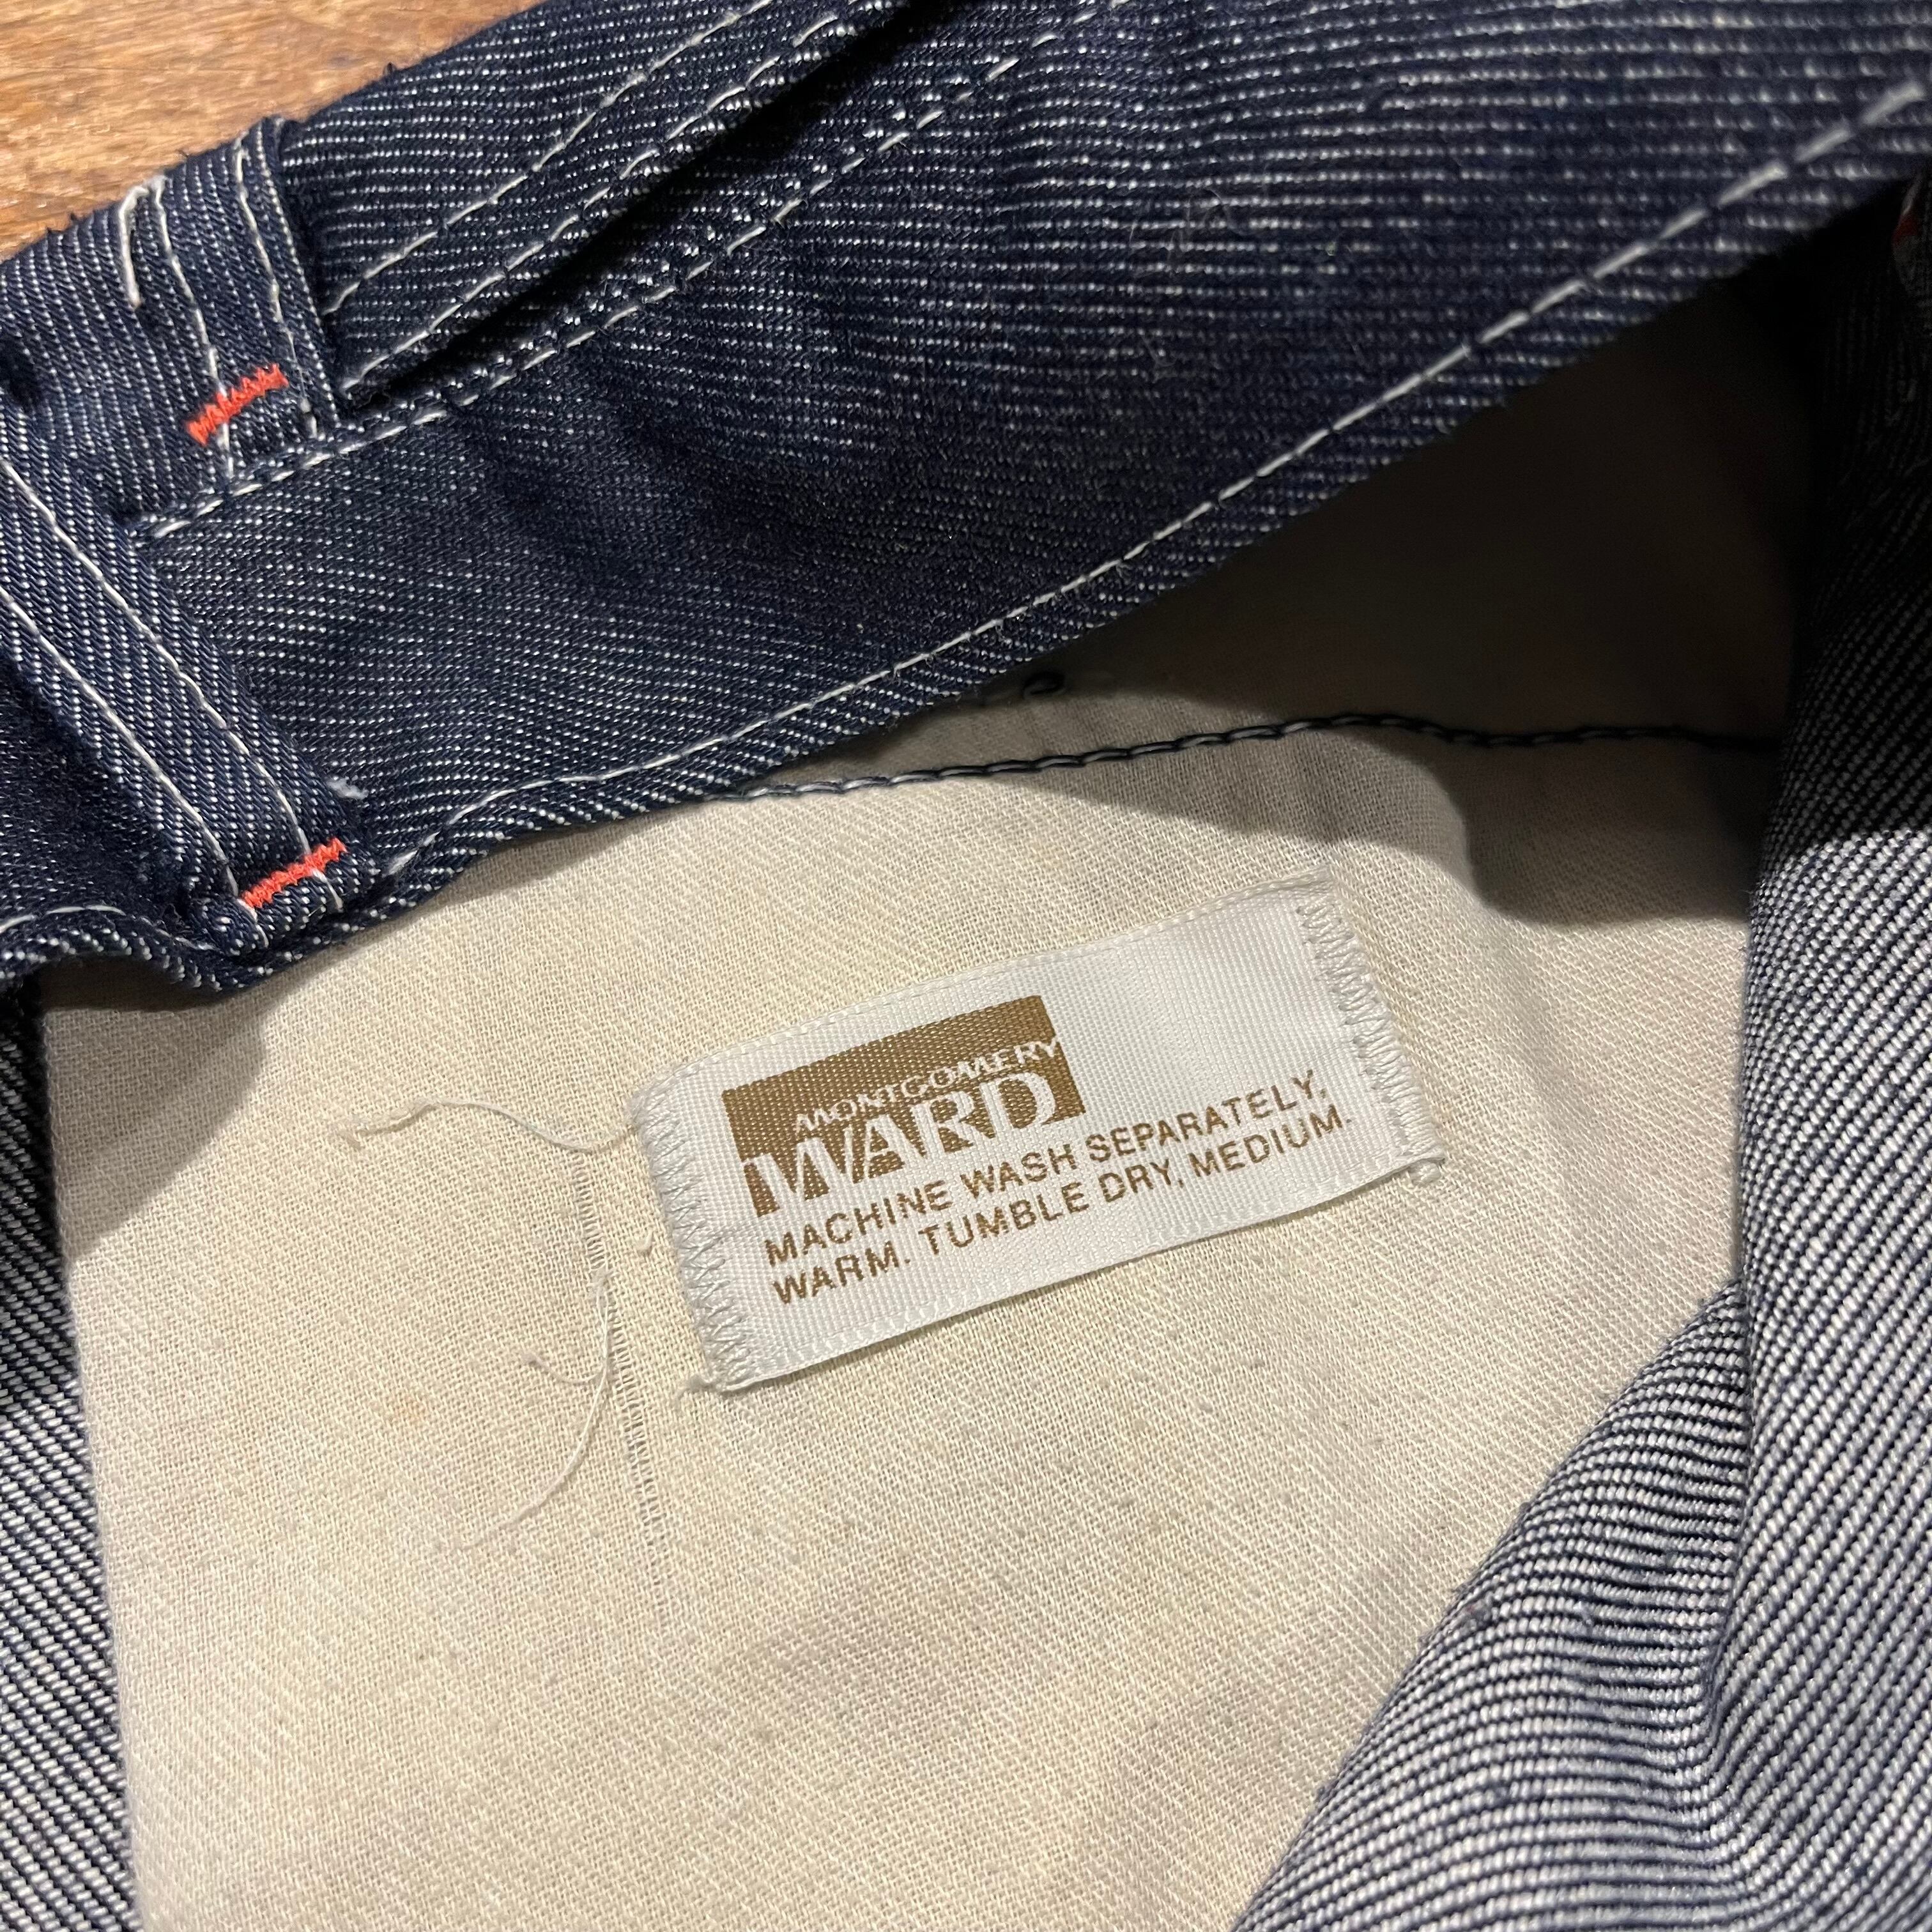 MONTGOMERY
WARD
MACHINE WASH SEPARATELY,
WARM. TUMBLE DRY, MEDIUM.